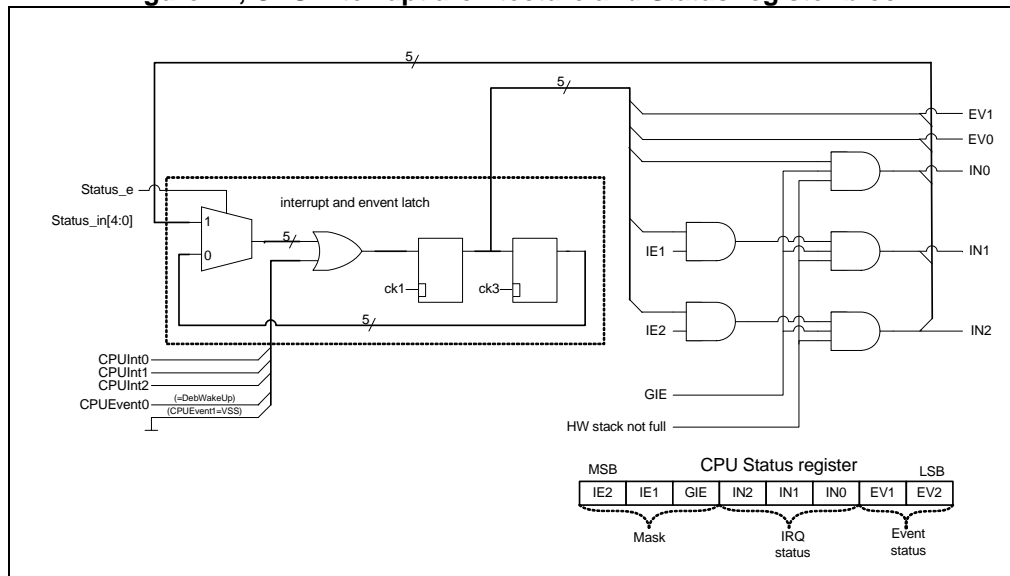 5
5
EV1
EV0
IN0
Status_e
interrupt and envent latch
Status_in[4:0]
1
5
0
IE1
IN1
ck1
ck3
5
IE2
IN2
CPUInt0
CPUInt1
CPUInt2
CPUEvent0
(=DebWakeUp)
(CPUEvent1=VSS)
GIE
HW stack not full
MSB
CPU Status register
LSB
IE2 IE1 GIE IN2 IN1 IN0 EV1 EV2
Mask
IRQ
status
Event
status